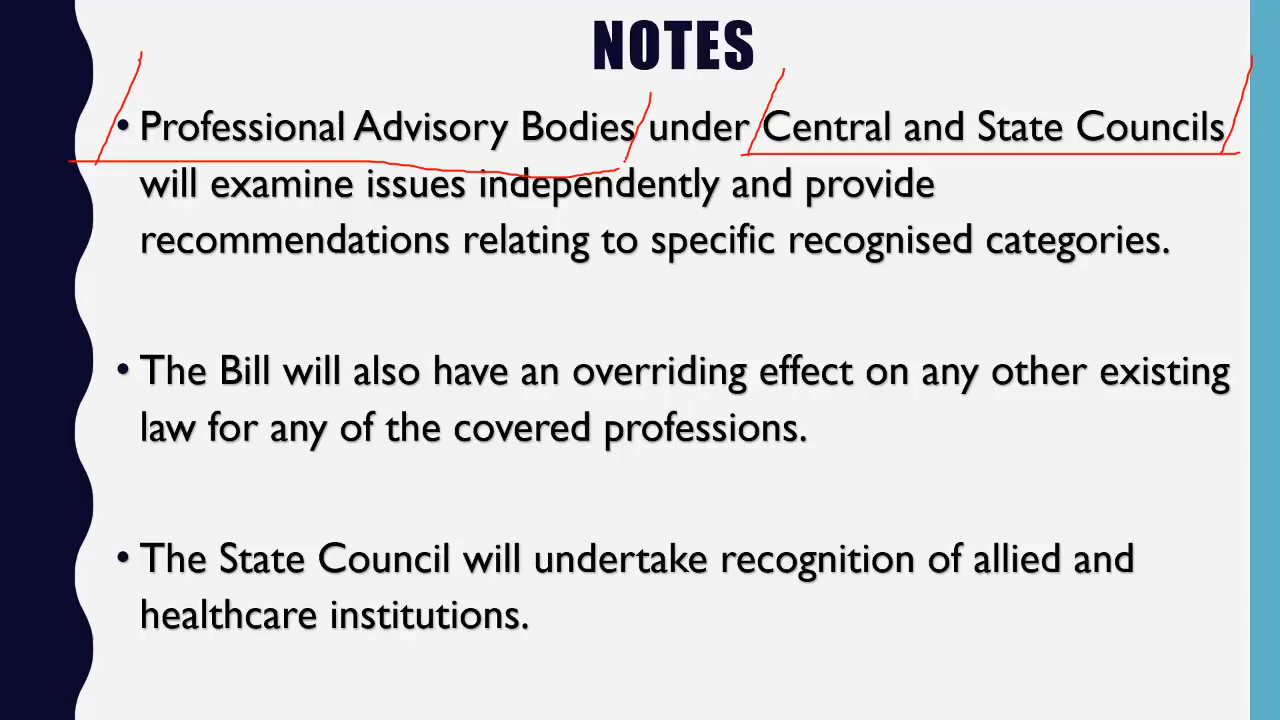 NOTES
• Professional Advisory Bodies under Central and State Councils
will examine issues independently and provide
recommendations relating to specific recognised categories.
• The Bill will also have an overriding effect on any other existing
law for any of the covered professions.
• The State Council will undertake recognition of allied and
healthcare institutions.